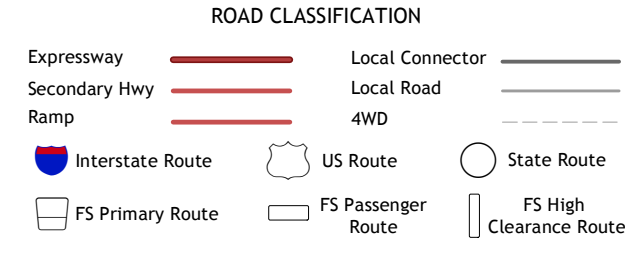 ROAD CLASSIFICATION
Expressway
Local Connector
Secondary Hwy
Local Road
Ramp
4WD
Interstate Route
US Route
State Route
FS Primary Route
FS Passenger
Route
FS High
Clearance Route